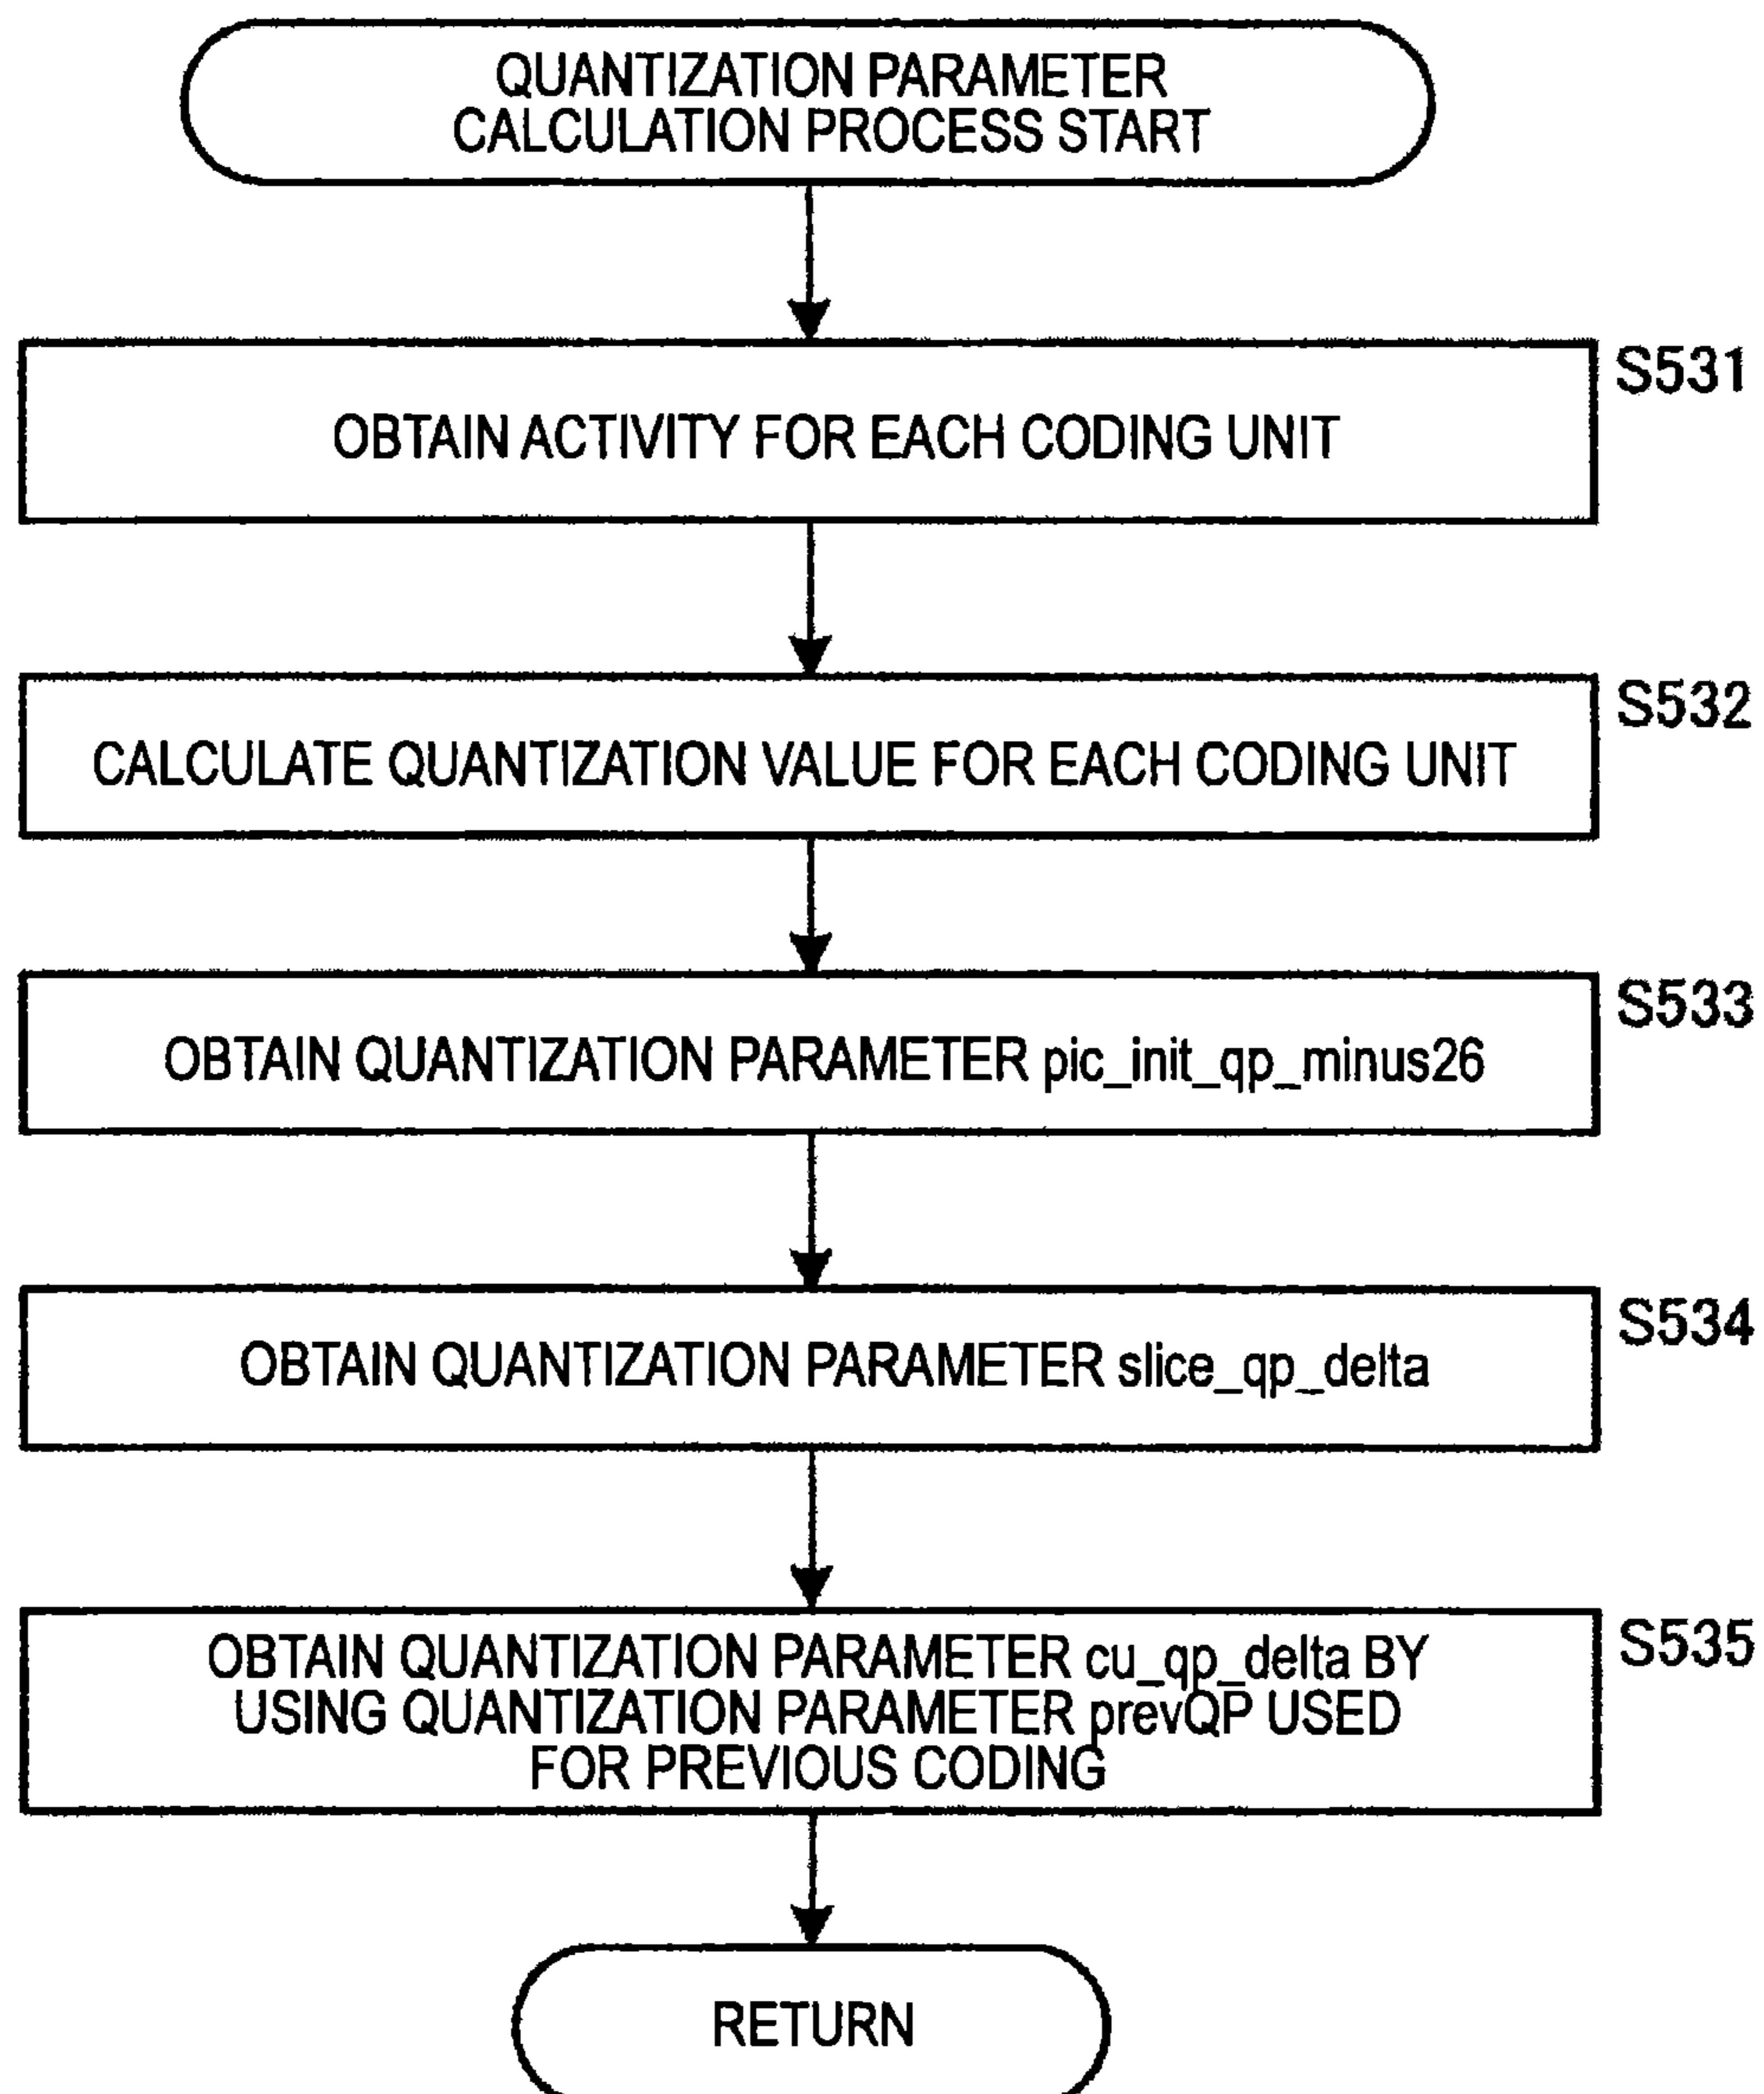 QUANTIZATION PARAMETER
CALCULATION PROCESS START
S531
OBTAIN ACTIVITY FOR EACH CODING UNIT
S532
CALCULATE QUANTIZATION VALUE FOR EACH CODING UNIT
S533
OBTAIN QUANTIZATION PARAMETER pic_init_qp_minus26
S534
OBTAIN QUANTIZATION PARAMETER slice_qp_delta
S535
OBTAIN QUANTIZATION PARAMETER cu_qp_delta BY
USING QUANTIZATION PARAMETER prevQP USED
FOR PREVIOUS CODING
RETURN